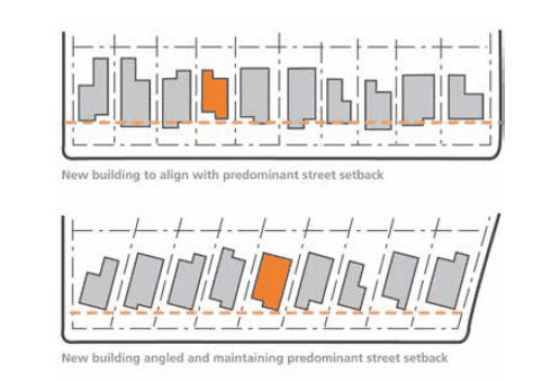 New building to align with predominant street setback
New building angled and maintaining predominant street setback